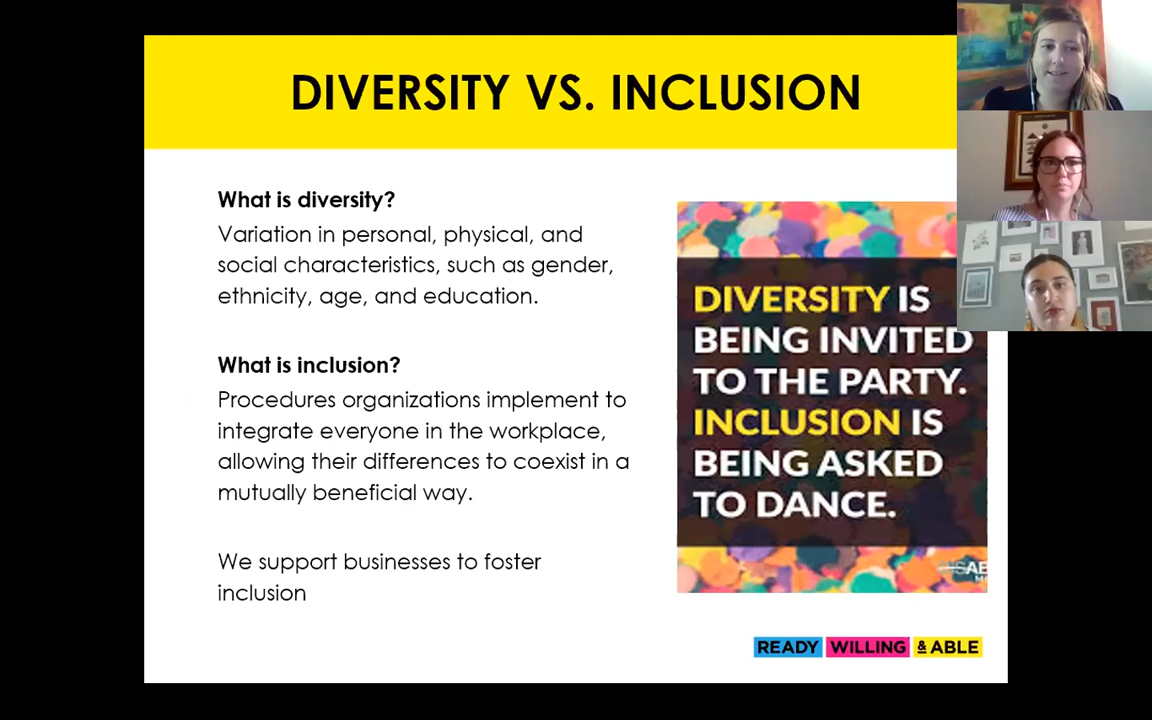 DIVERSITY VS. INCLUSION
What is diversity?
Variation in personal, physical, and
social characteristics, such as gender,
ethnicity, age, and education.
What is inclusion?
Procedures organizations implement to
integrate everyone in the workplace,
allowing their differences to coexist in a
mutually beneficial way.
We support businesses to foster
inclusion
DIVERSITY IS
BEING INVITED
TO THE PARTY.
INCLUSION IS
BEING ASKED
TO DANCE.
READY WILLING & ABLE